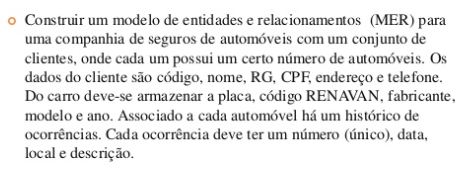 Construir um modelo de entidades e relacionamentos (MER) para
uma companhia de seguros de automóveis com um conjunto de
clientes, onde cada um possui um certo número de automóveis. Os
dados do cliente são código, nome, RG, CPF, endereço e telefone.
Do carro deve-se armazenar a placa, código RENAVAN, fabricante,
modelo e ano. Associado a cada automóvel há um histórico de
ocorrências. Cada ocorrência deve ter um número (único), data,
local e descrição.